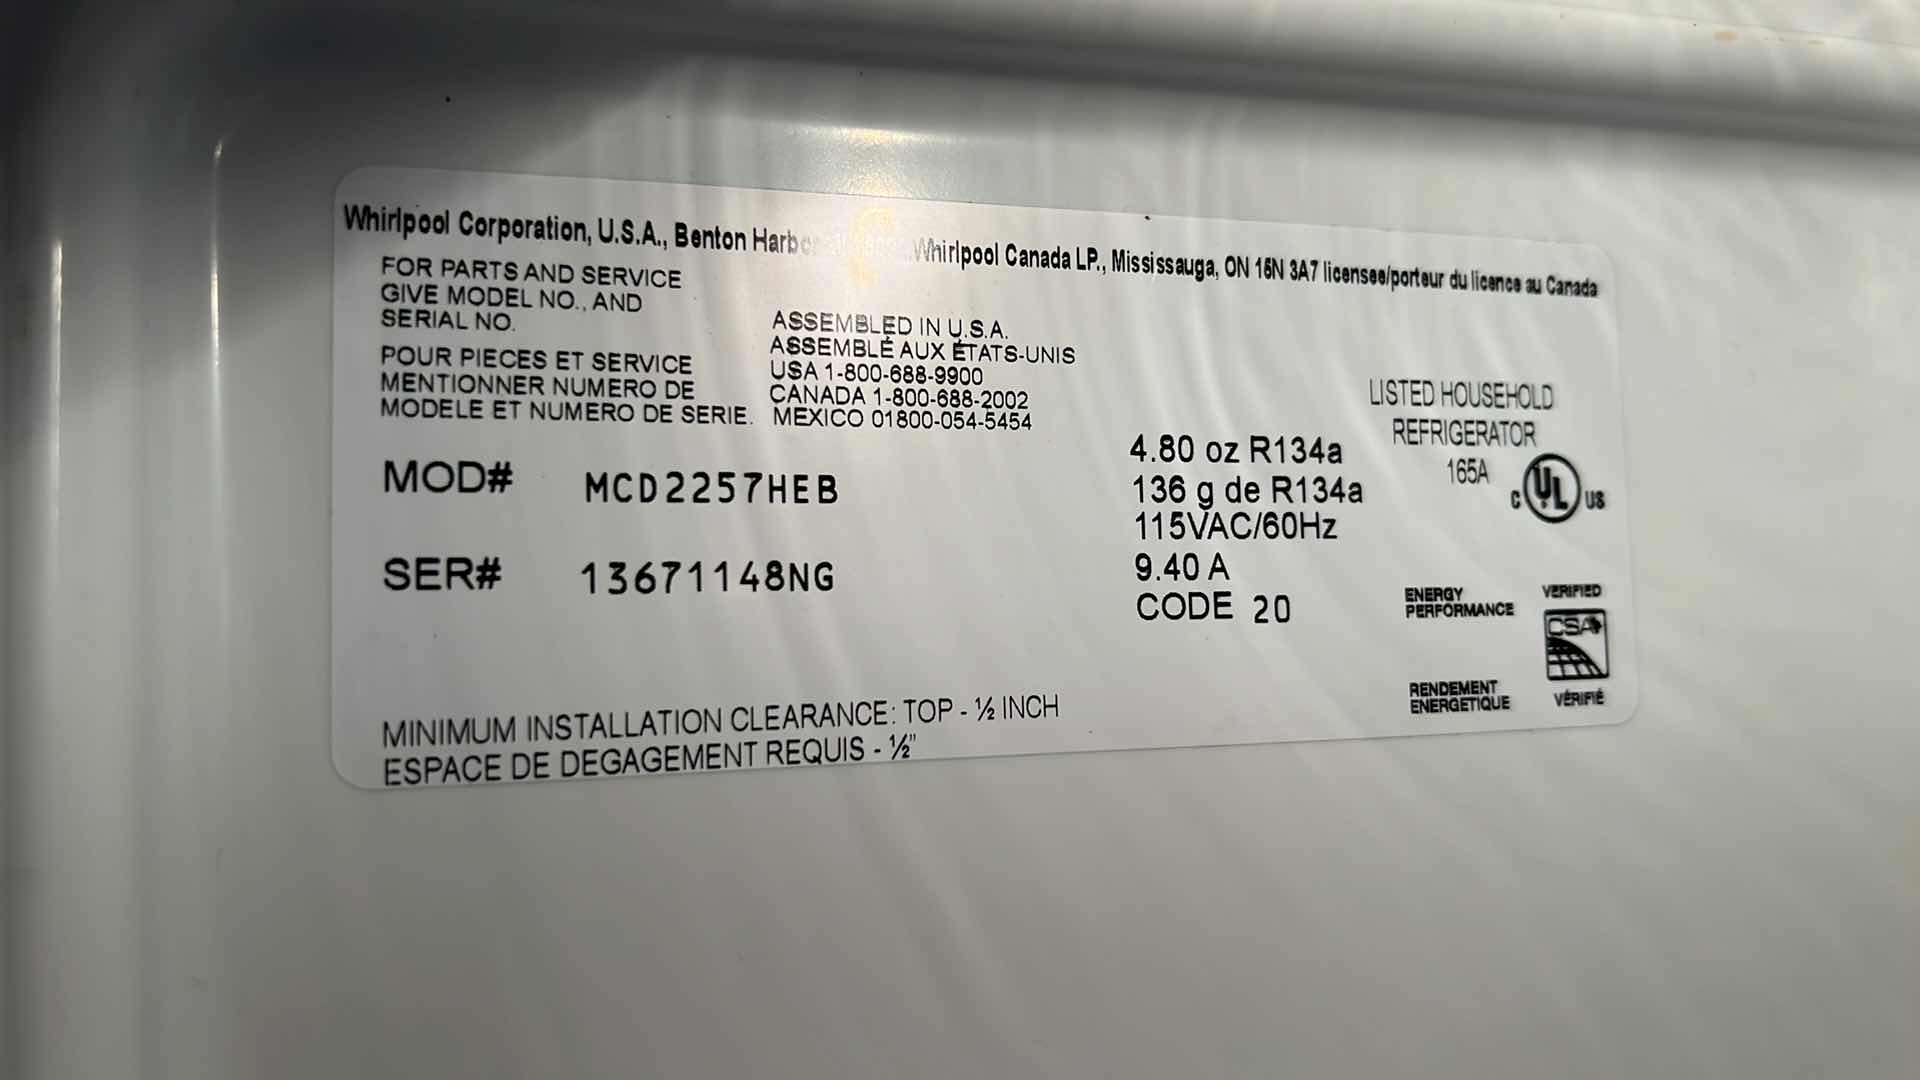 Whirlpool Corporation, U.S.A., Benton Harbor Whirlpool Canada LP., Mississauga, ON 16N 3A7 licensee/porteur du licence au Canada
FOR PARTS AND SERVICE
GIVE MODEL NO., AND
SERIAL NO.
POUR PIECES ET SERVICE
MENTIONNER NUMERO DE
MODELE ET NUMERO DE SERIE.
ASSEMBLED IN U.S.A.
ASSEMBLÉ AUX ÉTATS-UNIS
USA 1-800-688-9900
CANADA 1-800-688-2002
MEXICO 01800-054-5454
MOD# MCD2257HEB
SER# 13671148NG
4.80 oz R134a
136 g de R134a
115VAC/60Hz
9.40 A
CODE 20
LISTED HOUSEHOLD
REFRIGERATOR
165A
C UL US
ENERGY
PERFORMANCE
VERIFIED
CSA
RENDEMENT
ENERGETIQUE
VÉRIFIÉ
MINIMUM INSTALLATION CLEARANCE: TOP - ½ INCH
ESPACE DE DEGAGEMENT REQUIS - ½"